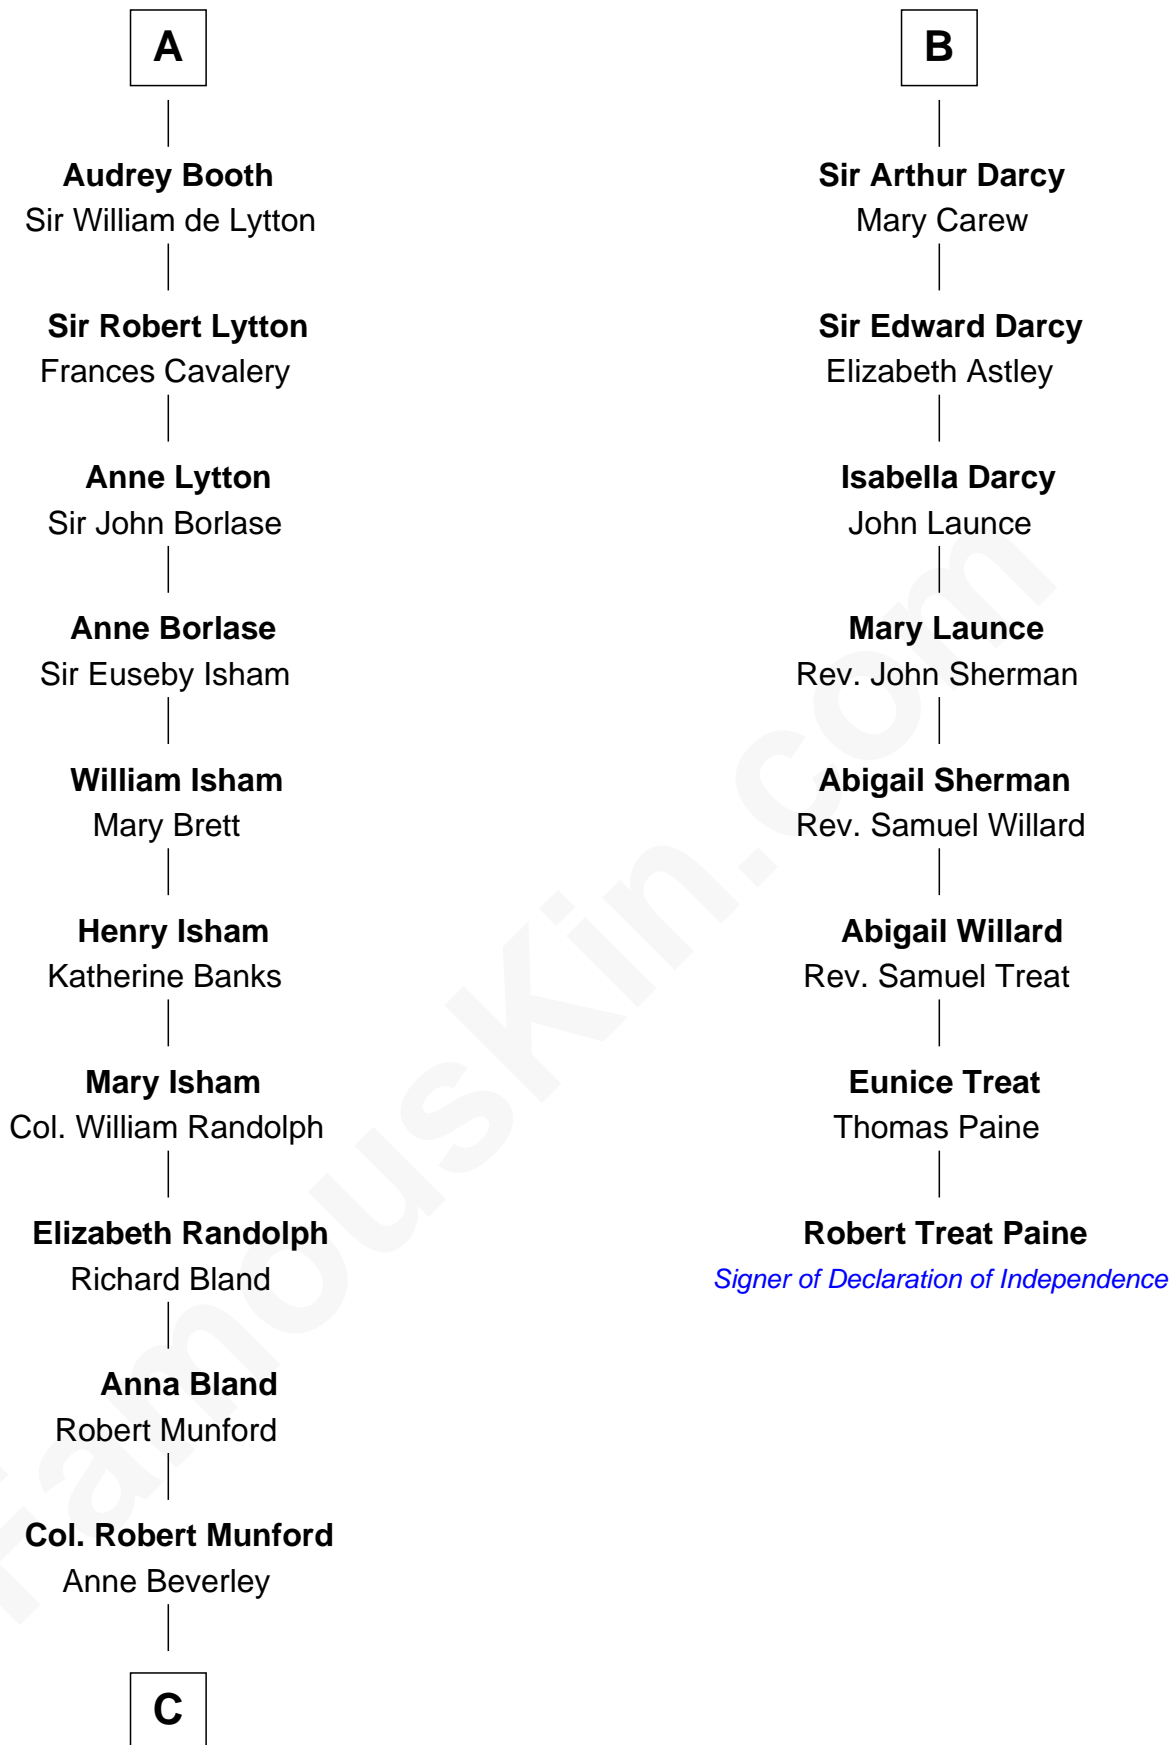 A
Audrey Booth
Sir William de Lytton
Sir Robert Lytton
Frances Cavalery
Anne Lytton
Sir John Borlase
Anne Borlase
Sir Euseby Isham
William Isham
Mary Brett
Henry Isham
Katherine Banks
Mary Isham
Col. William Randolph
Elizabeth Randolph
Richard Bland
Anna Bland
Robert Munford
Col. Robert Munford
Anne Beverley
C
B
Sir Arthur Darcy
Mary Carew
Sir Edward Darcy
Elizabeth Astley
Isabella Darcy
John Launce
Mary Launce
Rev. John Sherman
Abigail Sherman
Rev. Samuel Willard
Abigail Willard
Rev. Samuel Treat
Eunice Treat
Thomas Paine
Robert Treat Paine
Signer of Declaration of Independence
FamousKin.com